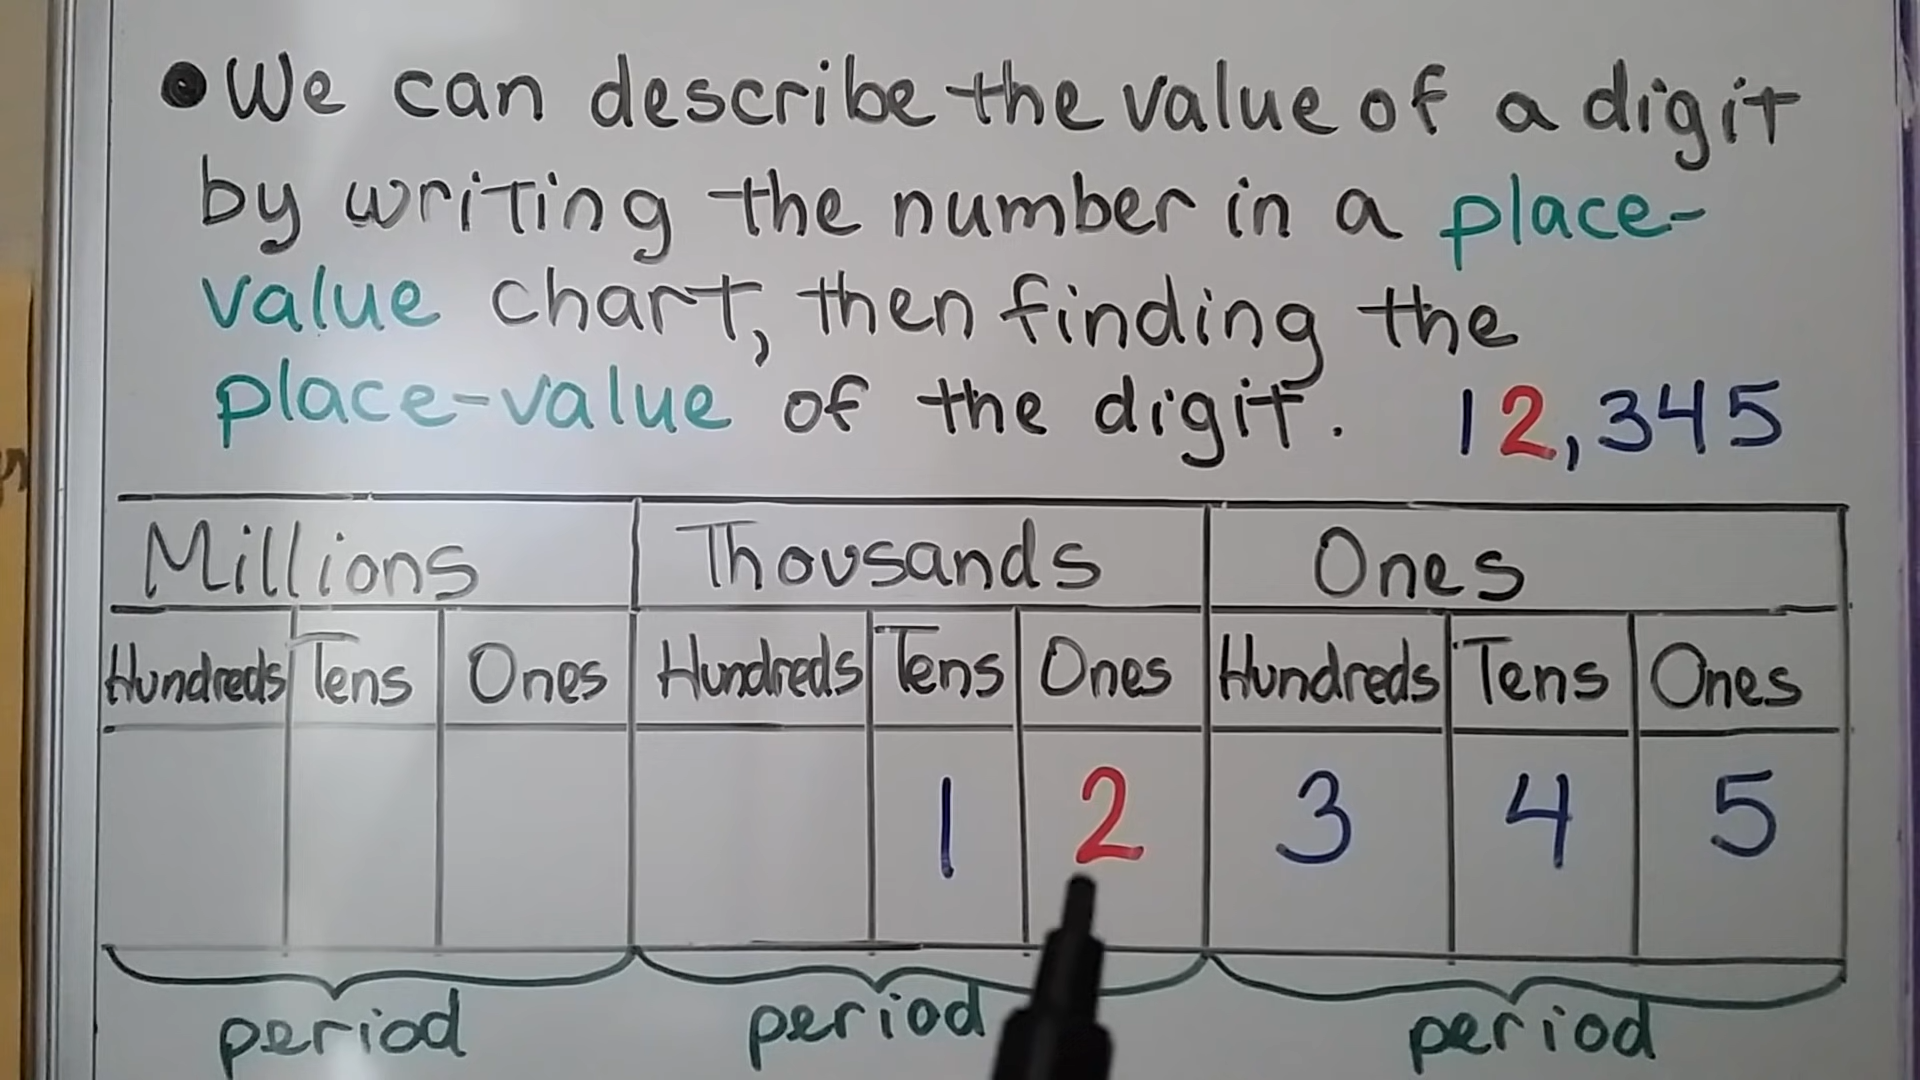 •We can describe the value of a digit
by writing the number in a place-
value chart, then finding the
place-value of the digit. 12,345
Millions Thousands Ones
Hundreds Tens Ones Hundreds Tens Ones Hundreds Tens Ones
1 2 3 4 5
period period period